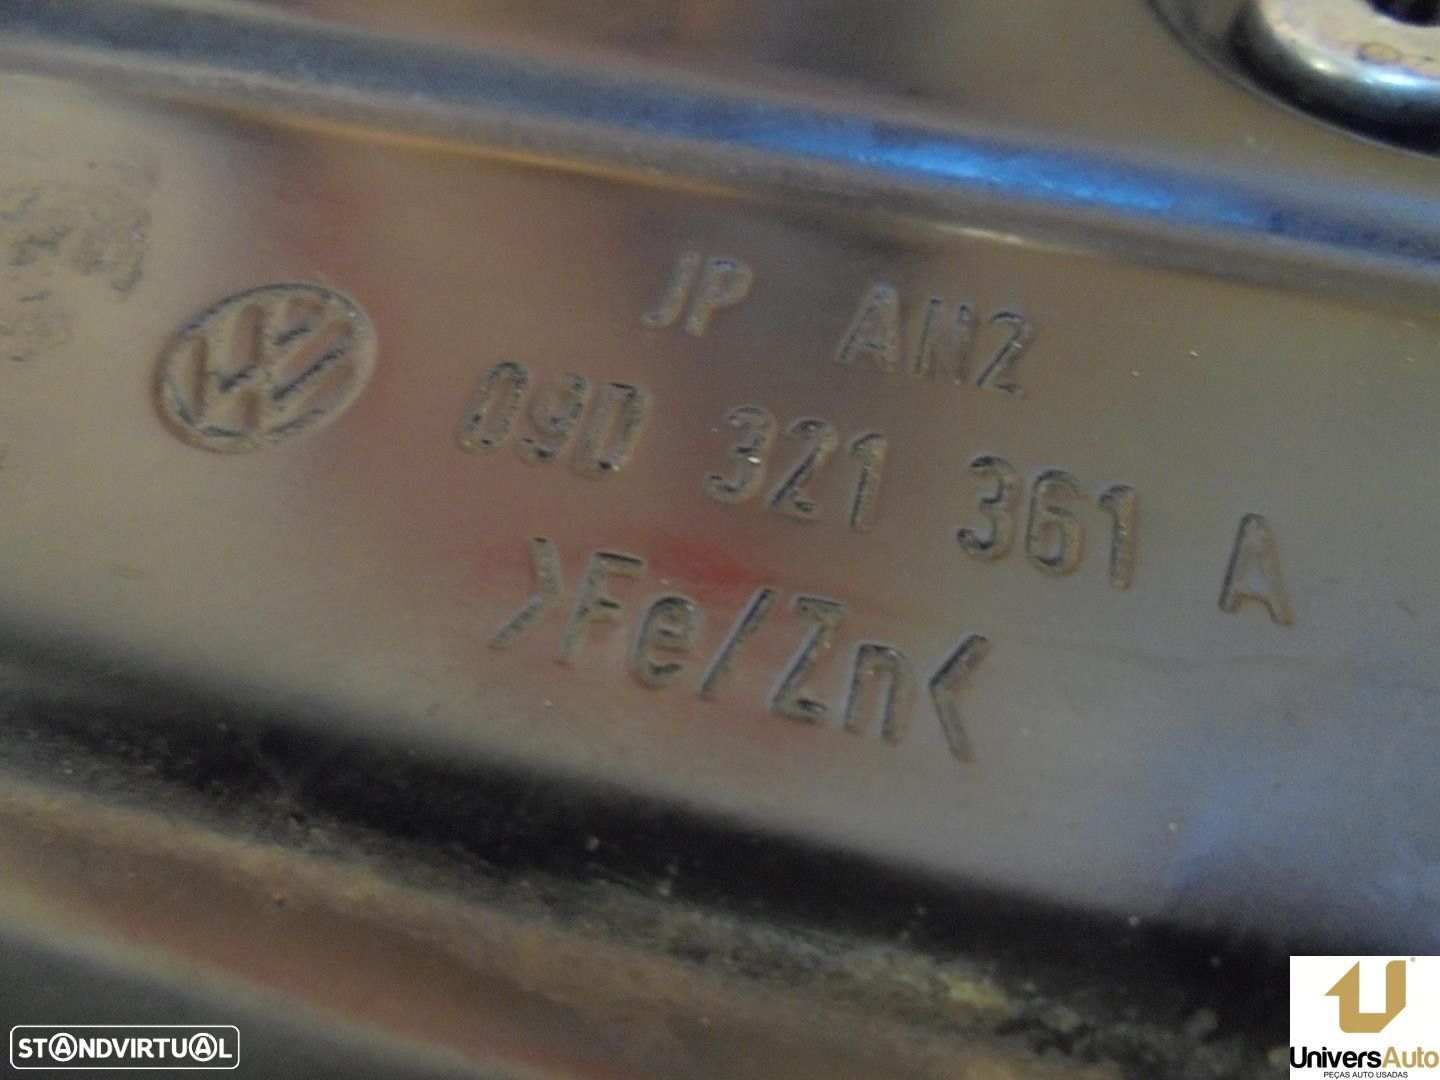 JP AN2
09D 321 361 A
>Fe/Zn<
STANDVIRTUAL
UniversAuto
PEÇAS AUTO USADAS